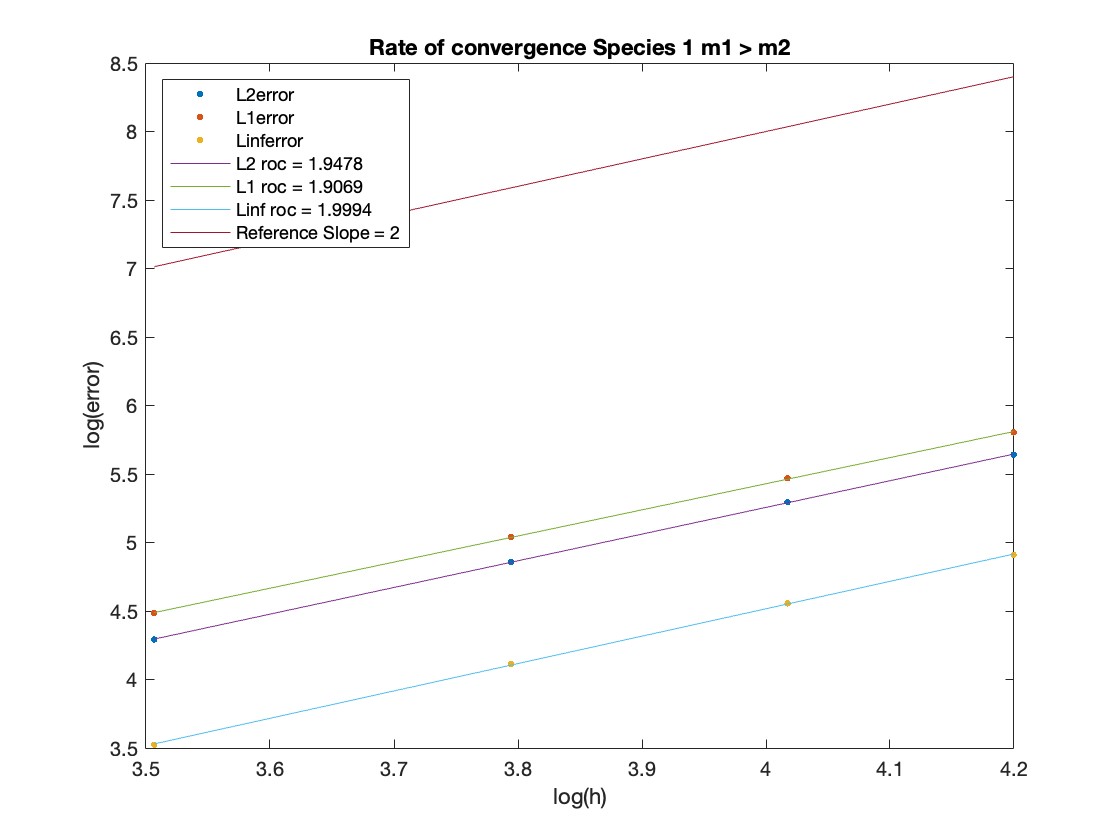 Rate of convergence Species 1 m1 > m2
8.5
8
7.5
7
6.5
6
5.5
5
4.5
4
3.5
log(error)
L2error
L1error
Linferror
L2 roc = 1.9478
L1 roc = 1.9069
Linf roc = 1.9994
Reference Slope = 2
3.5 3.6 3.7 3.8 3.9 4 4.1 4.2
log(h)